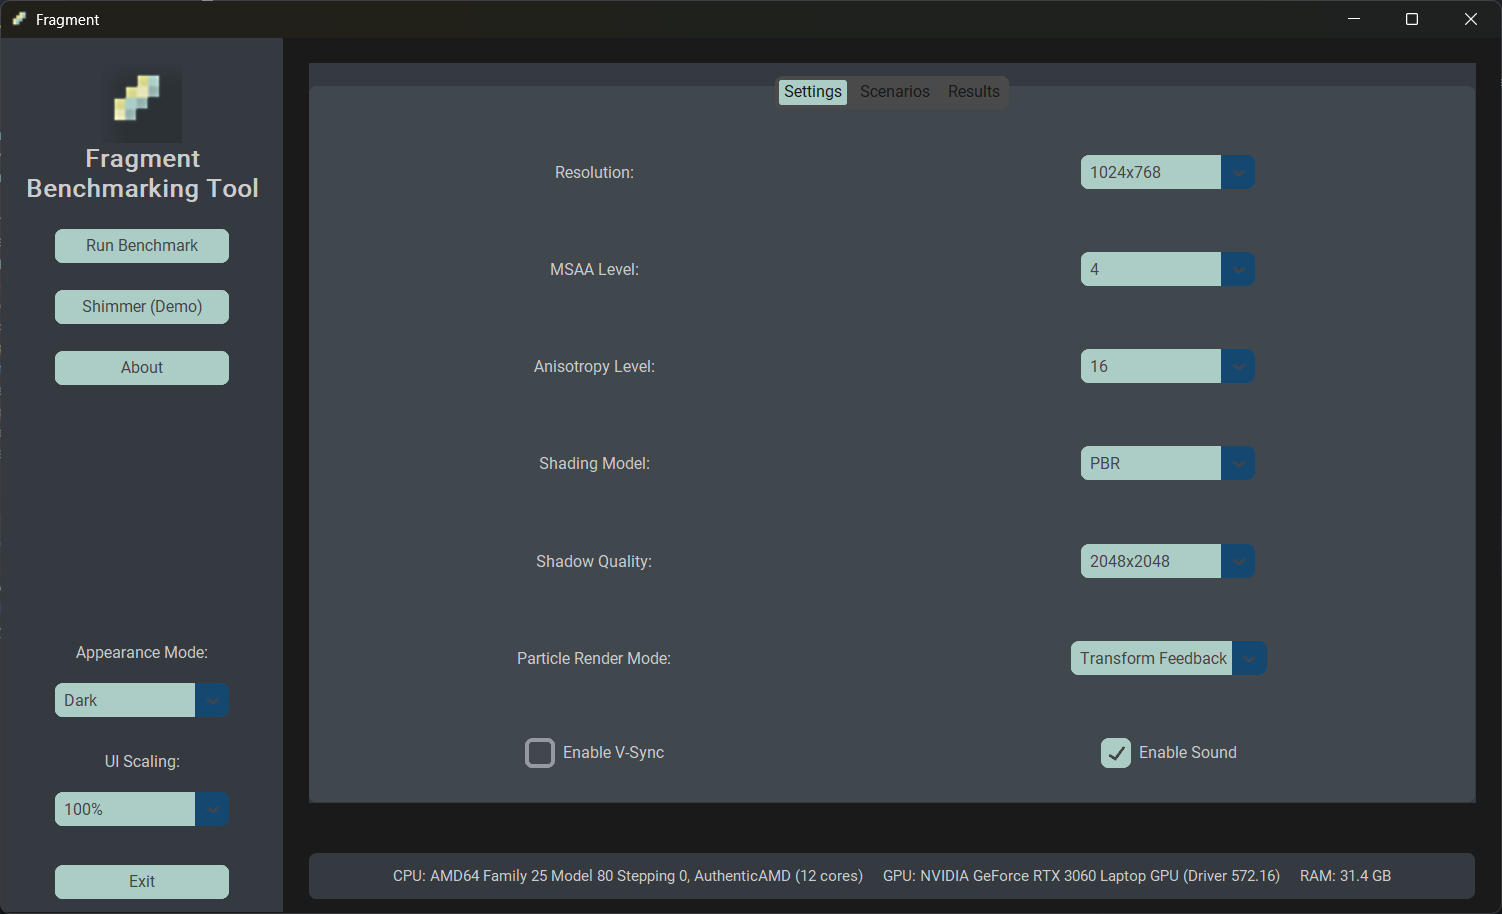 Fragment
Fragment
Benchmarking Tool
Run Benchmark
Shimmer (Demo)
About
Appearance Mode:
Dark
UI Scaling:
100%
Exit
Settings Scenarios Results
Resolution: 1024x768
MSAA Level: 4
Anisotropy Level: 16
Shading Model: PBR
Shadow Quality: 2048x2048
Particle Render Mode: Transform Feedback
Enable V-Sync Enable Sound
CPU: AMD64 Family 25 Model 80 Stepping 0, AuthenticAMD (12 cores) GPU: NVIDIA GeForce RTX 3060 Laptop GPU (Driver 572.16) RAM: 31.4 GB